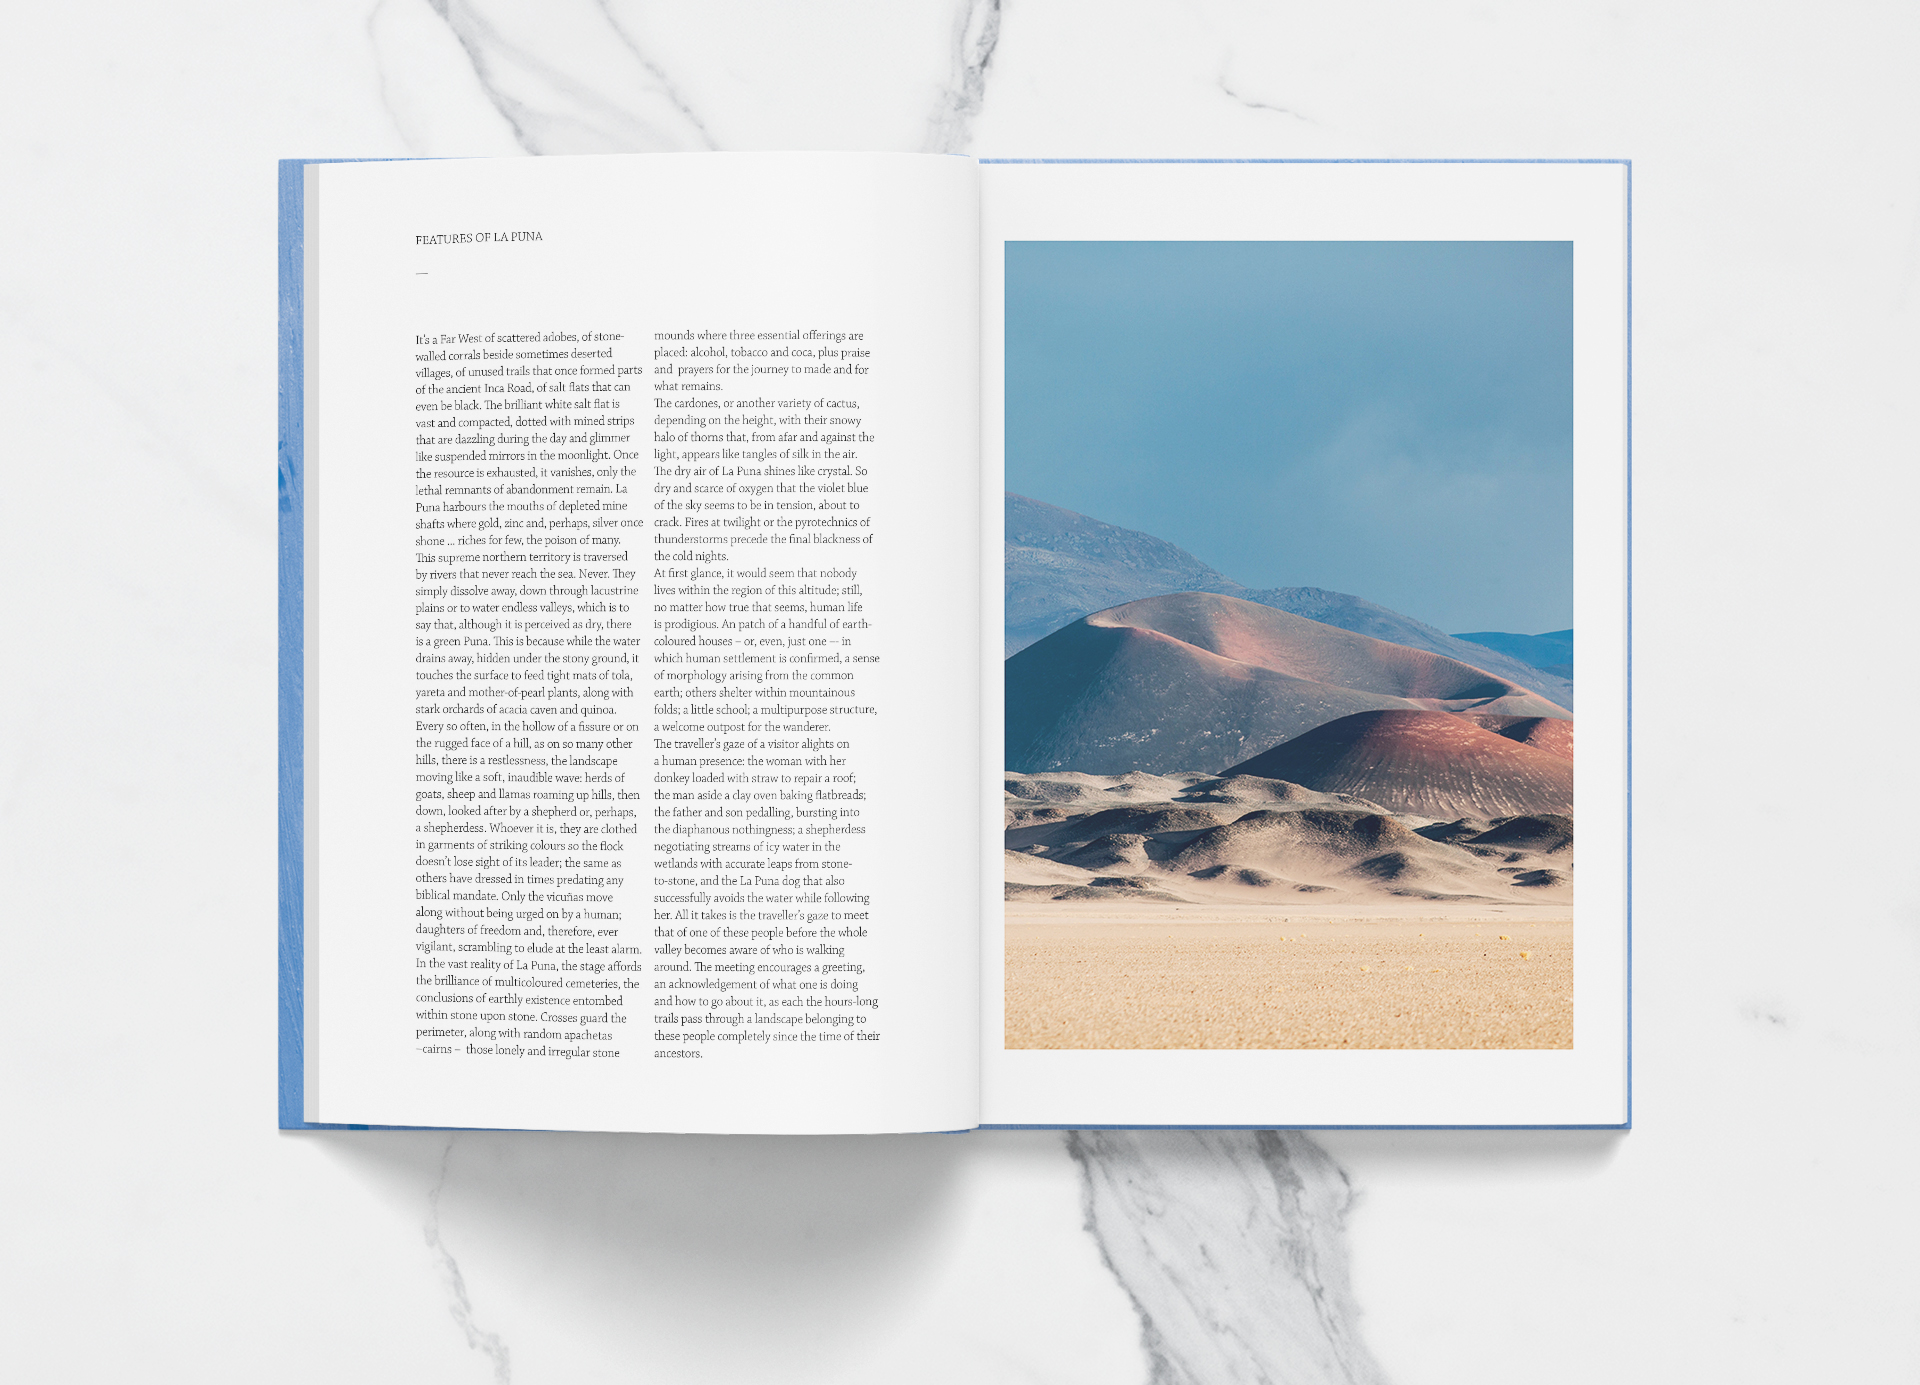 FEATURES OF LA PUNA
—
It's a Far West of scattered adobes, of stone-
walled corrals beside sometimes deserted
villages, of unused trails that once formed parts
of the ancient Inca Road, of salt flats that can
even be black. The brilliant white salt flat is
vast and compacted, dotted with mined strips
that are dazzling during the day and glimmer
like suspended mirrors in the moonlight. Once
the resource is exhausted, it vanishes, only the
lethal remnants of abandonment remain. La
Puna harbours the mouths of depleted mine
shafts where gold, zinc and, perhaps, silver once
shone ... riches for few, the poison of many.
This supreme northern territory is traversed
by rivers that never reach the sea. Never. They
simply dissolve away, down through lacustrine
plains or to water endless valleys, which is to
say that, although it is perceived as dry, there
is a green Puna. This is because while the water
drains away, hidden under the stony ground, it
touches the surface to feed tight mats of tola,
yareta and mother-of-pearl plants, along with
stark orchards of acacia caven and quinoa.
Every so often, in the hollow of a fissure or on
the rugged face of a hill, as on so many other
hills, there is a restlessness, the landscape
moving like a soft, inaudible wave: herds of
goats, sheep and llamas roaming up hills, then
down, looked after by a shepherd or, perhaps,
a shepherdess. Whoever it is, they are clothed
in garments of striking colours so the flock
doesn't lose sight of its leader; the same as
others have dressed in times predating any
biblical mandate. Only the vicuñas move
along without being urged on by a human;
daughters of freedom and, therefore, ever
vigilant, scrambling to elude at the least alarm.
In the vast reality of La Puna, the stage affords
the brilliance of multicoloured cemeteries, the
conclusions of earthly existence entombed
within stone upon stone. Crosses guard the
perimeter, along with random apachetas
–cairns – those lonely and irregular stone
mounds where three essential offerings are
placed: alcohol, tobacco and coca, plus praise
and prayers for the journey to made and for
what remains.
The cardones, or another variety of cactus,
depending on the height, with their snowy
halo of thorns that, from afar and against the
light, appears like tangles of silk in the air.
The dry air of La Puna shines like crystal. So
dry and scarce of oxygen that the violet blue
of the sky seems to be in tension, about to
crack. Fires at twilight or the pyrotechnics of
thunderstorms precede the final blackness of
the cold nights.
At first glance, it would seem that nobody
lives within the region of this altitude; still,
no matter how true that seems, human life
is prodigious. An patch of a handful of earth-
coloured houses – or, even, just one — in
which human settlement is confirmed, a sense
of morphology arising from the common
earth; others shelter within mountainous
folds; a little school; a multipurpose structure,
a welcome outpost for the wanderer.
The traveller's gaze of a visitor alights on
a human presence: the woman with her
donkey loaded with straw to repair a roof;
the man aside a clay oven baking flatbreads;
the father and son pedalling, bursting into
the diaphanous nothingness; a shepherdess
negotiating streams of icy water in the
wetlands with accurate leaps from stone-
to-stone, and the La Puna dog that also
successfully avoids the water while following
her. All it takes is the traveller's gaze to meet
that of one of these people before the whole
valley becomes aware of who is walking
around. The meeting encourages a greeting,
an acknowledgement of what one is doing
and how to go about it, as each the hours-long
trails pass through a landscape belonging to
these people completely since the time of their
ancestors.